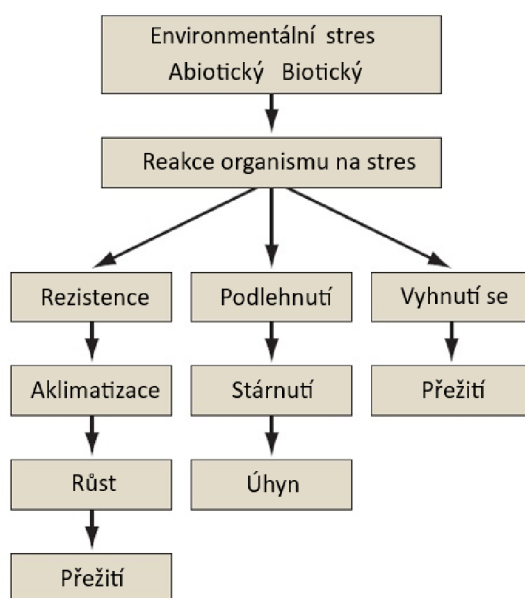 Environmentální stres
Abiotický Biotický
Reakce organismu na stres
Rezistence
Podlehnutí
Vyhnutí se
Aklimatizace
Stárnutí
Přežití
Růst
Úhyn
Přežití